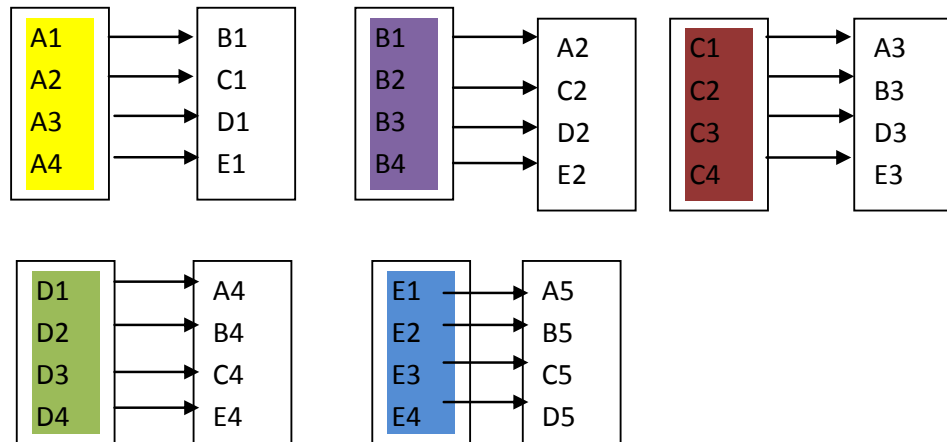 A1 B1 B1 A2 C1 A3
A2 C1 B2 C2 C2 B3
A3 D1 B3 D2 C3 D3
A4 E1 B4 E2 C4 E3
D1 A4 E1 A5
D2 B4 E2 B5
D3 C4 E3 C5
D4 E4 E4 D5